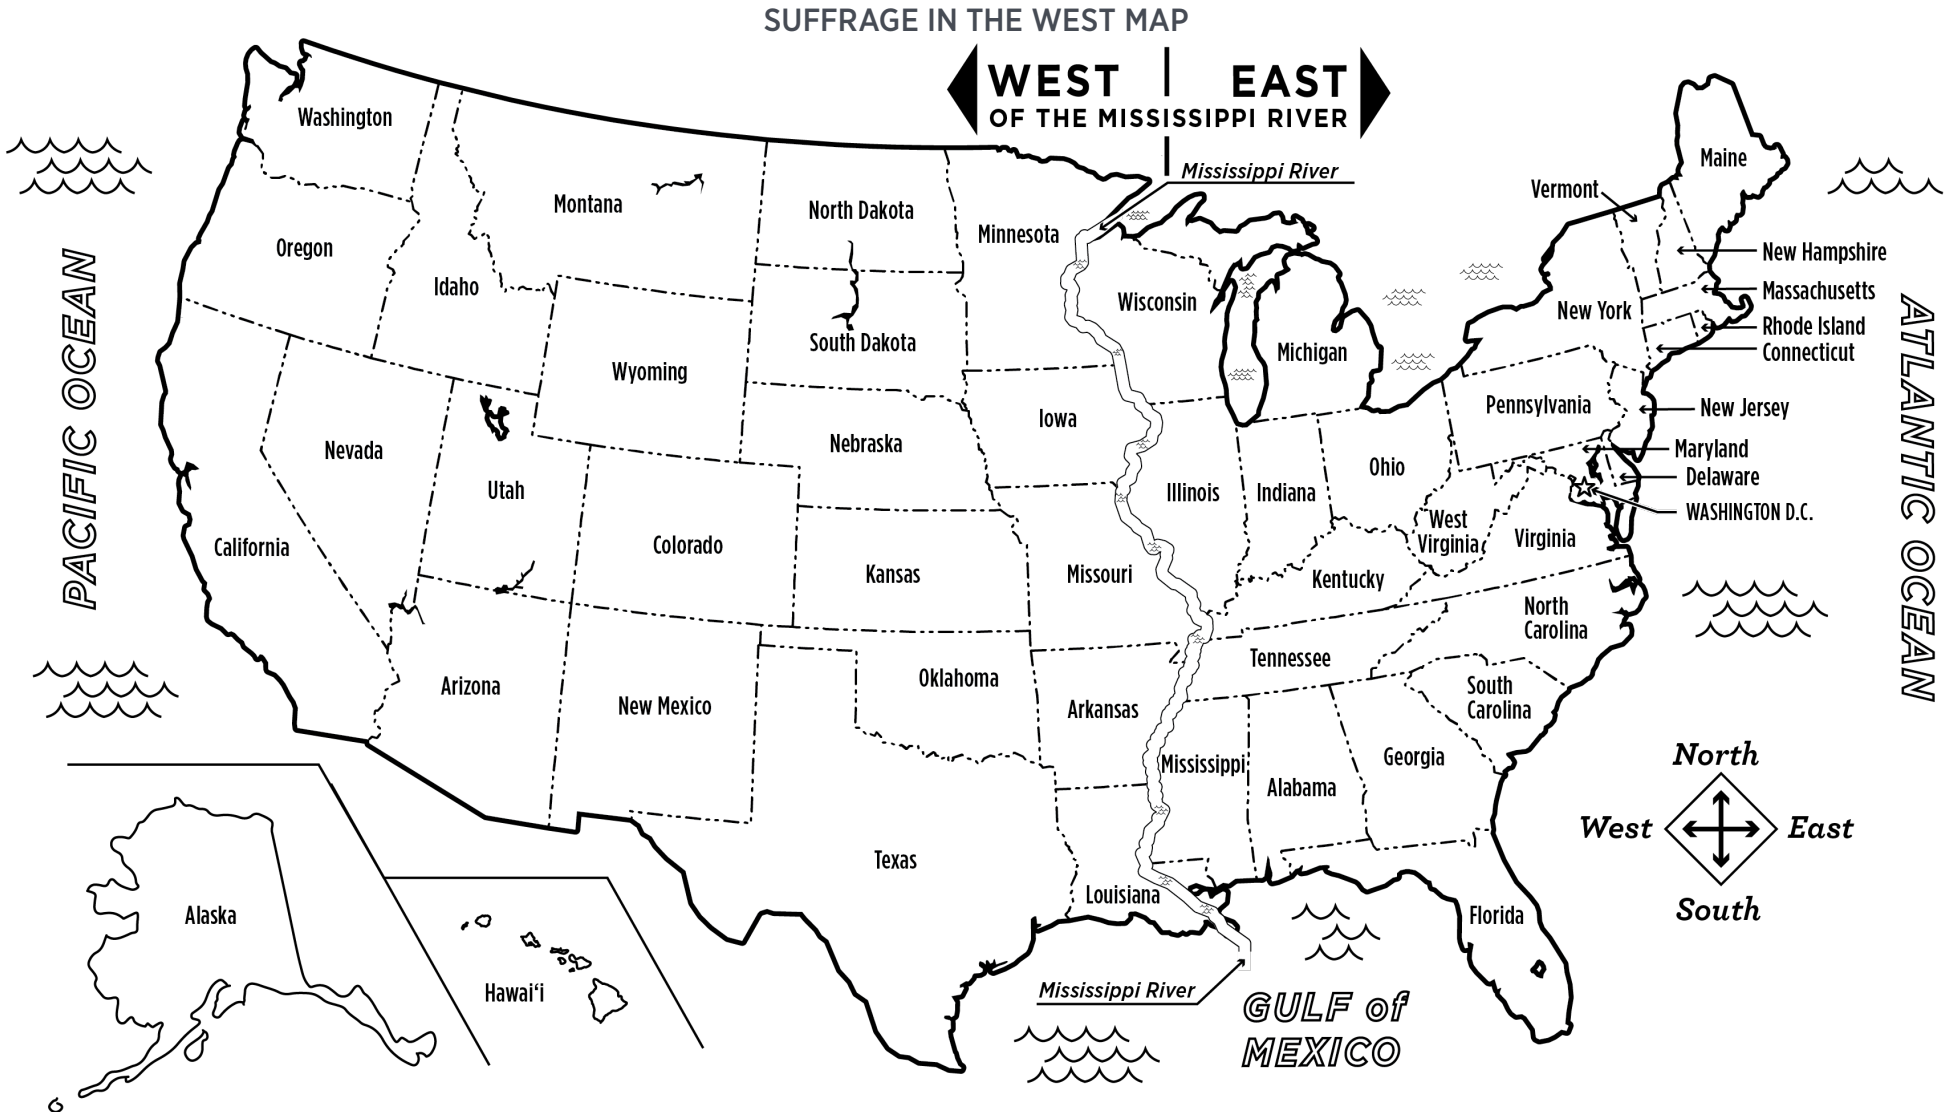 SUFFRAGE IN THE WEST MAP
WEST
EAST
OF THE MISSISSIPPI RIVER
Mississippi River
Washington
Montana
North Dakota
Minnesota
Oregon
Idaho
Wyoming
South Dakota
Wisconsin
Michigan
Maine
Vermont
New Hampshire
Massachusetts
New York
Rhode Island
Connecticut
Pennsylvania
New Jersey
Maryland
Delaware
WASHINGTON D.C.
Nevada
Utah
California
Colorado
Nebraska
Iowa
Kansas
Missouri
Illinois
Indiana
Ohio
West
Virginia
Virginia
Kentucky
North
Carolina
Tennessee
South
Carolina
Arizona
New Mexico
Oklahoma
Arkansas
Mississippi
Alabama
Georgia
Texas
Louisiana
Florida
Alaska
Hawaiʻi
Mississippi River
PACIFIC OCEAN
ATLANTIC OCEAN
GULF of
MEXICO
North
West
East
South